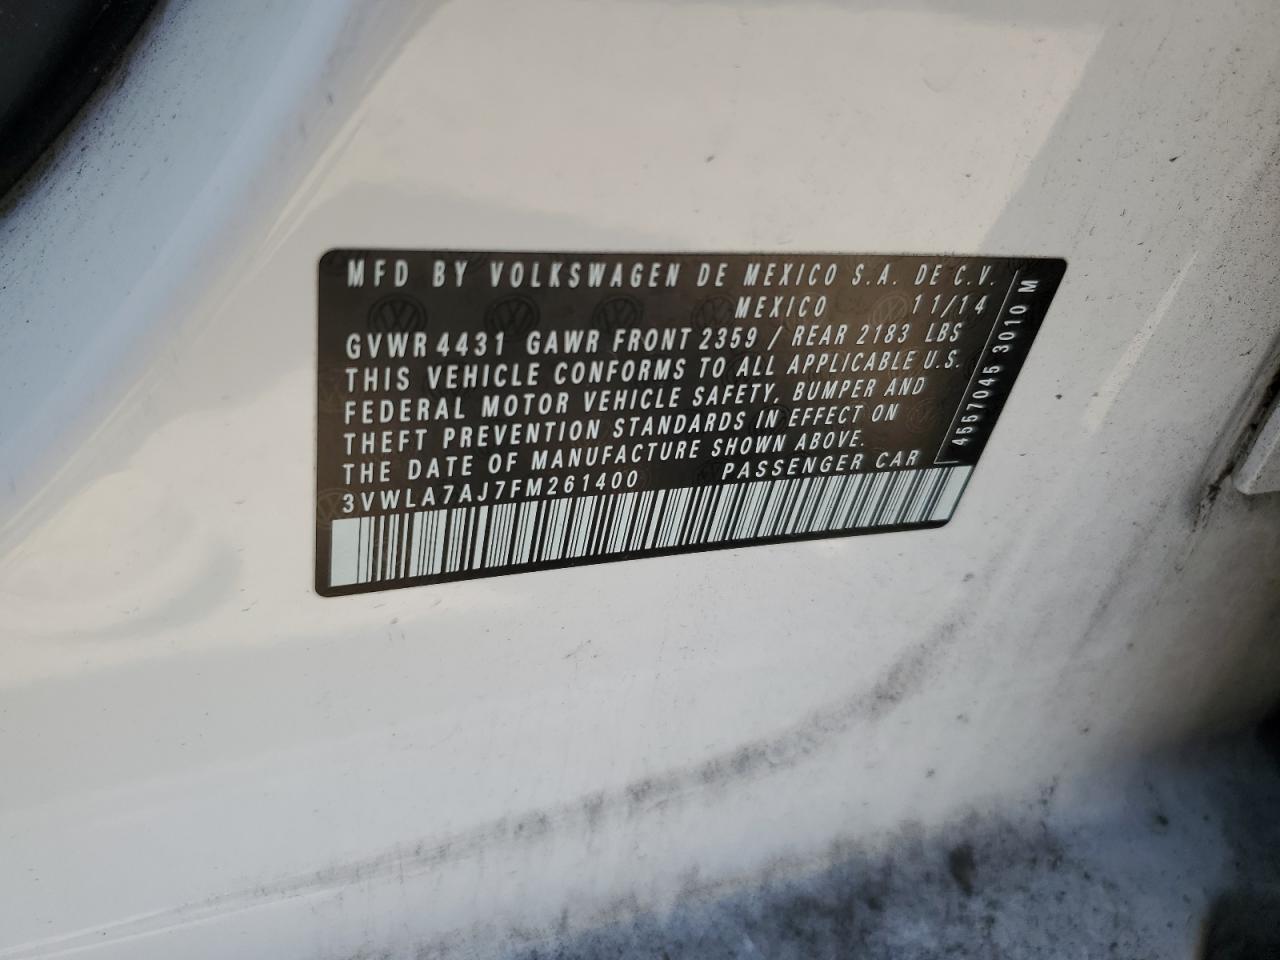 MFD BY VOLKSWAGEN DE MEXICO S.A. DE C.V.
MEXICO 11/14
GVWR 4431 GAWR FRONT 2359 / REAR 2183 LBS
THIS VEHICLE CONFORMS TO ALL APPLICABLE U.S.
FEDERAL MOTOR VEHICLE SAFETY, BUMPER AND
THEFT PREVENTION STANDARDS IN EFFECT ON
THE DATE OF MANUFACTURE SHOWN ABOVE.
3VWLA7AJ7FM261400 PASSENGER CAR
4557045 3010 M